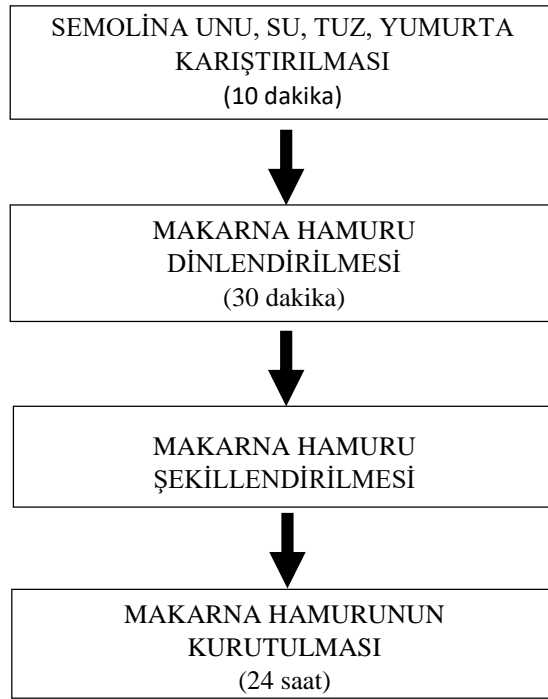 SEMOLİNA UNU, SU, TUZ, YUMURTA
KARIŞTIRILMASI
(10 dakika)
MAKARNA HAMURU
DİNLENDİRİLMESİ
(30 dakika)
MAKARNA HAMURU
ŞEKİLLENDİRİLMESİ
MAKARNA HAMURUNUN
KURUTULMASI
(24 saat)